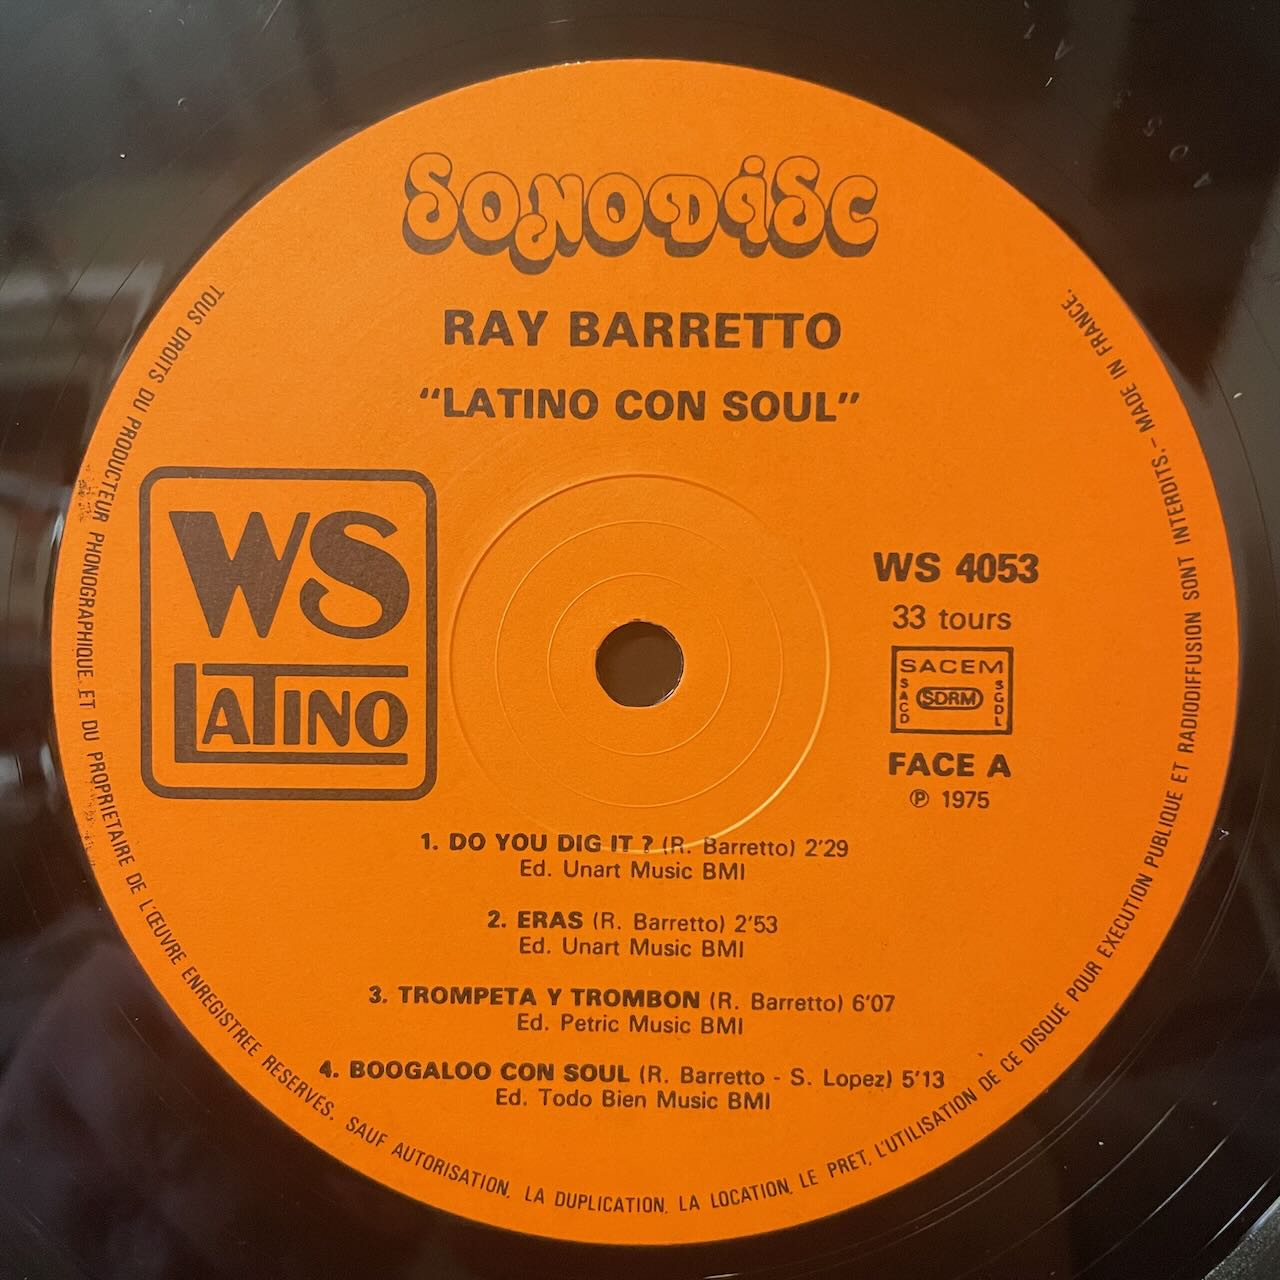 SONODISC
RAY BARRETTO
"LATINO CON SOUL"
WS
LATINO
WS 4053
33 tours
SACEM
SACD
SDRM
SGDL
FACE A
℗ 1975
1. DO YOU DIG IT ? (R. Barretto) 2'29
Ed. Unart Music BMI
2. ERAS (R. Barretto) 2'53
Ed. Unart Music BMI
3. TROMPETA Y TROMBON (R. Barretto) 6'07
Ed. Petric Music BMI
4. BOOGALOO CON SOUL (R. Barretto - S. Lopez) 5'13
Ed. Todo Bien Music BMI
TOUS DROITS DU PRODUCTEUR PHONOGRAPHIQUE ET DU PROPRIETAIRE DE L'ŒUVRE ENREGISTREE RESERVES. SAUF AUTORISATION, LA DUPLICATION, LA LOCATION, LE PRET, L'UTILISATION DE CE DISQUE POUR EXECUTION PUBLIQUE ET RADIODIFFUSION SONT INTERDITS. - MADE IN FRANCE.